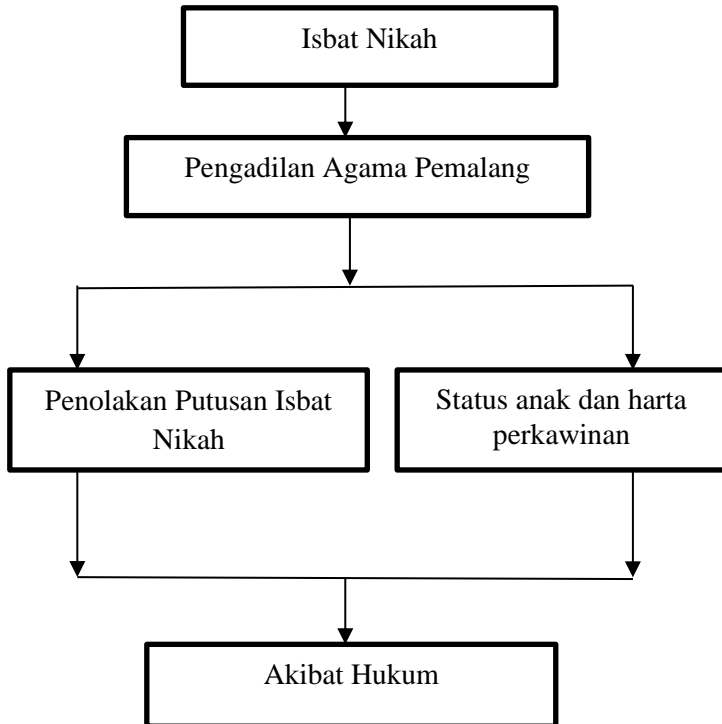 Isbat Nikah
Pengadilan Agama Pemalang
Penolakan Putusan Isbat
Nikah
Status anak dan harta
perkawinan
Akibat Hukum